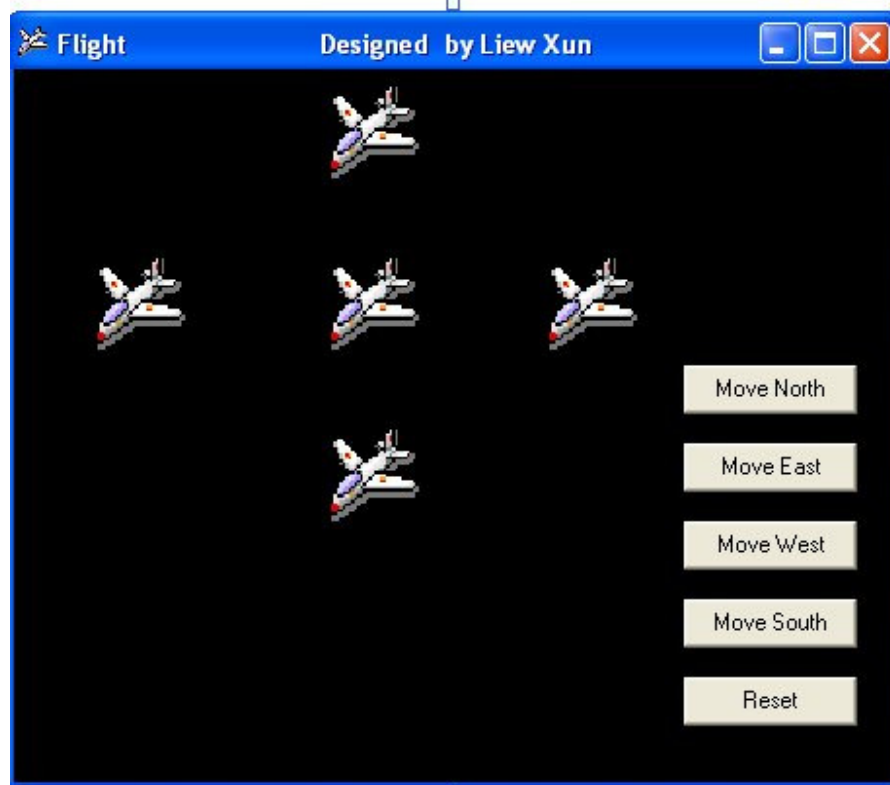 Flight Designed by Liew Xun
Move North
Move East
Move West
Move South
Reset